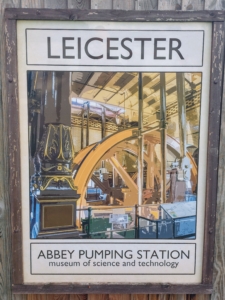 LEICESTER
ABBEY PUMPING STATION
museum of science and technology